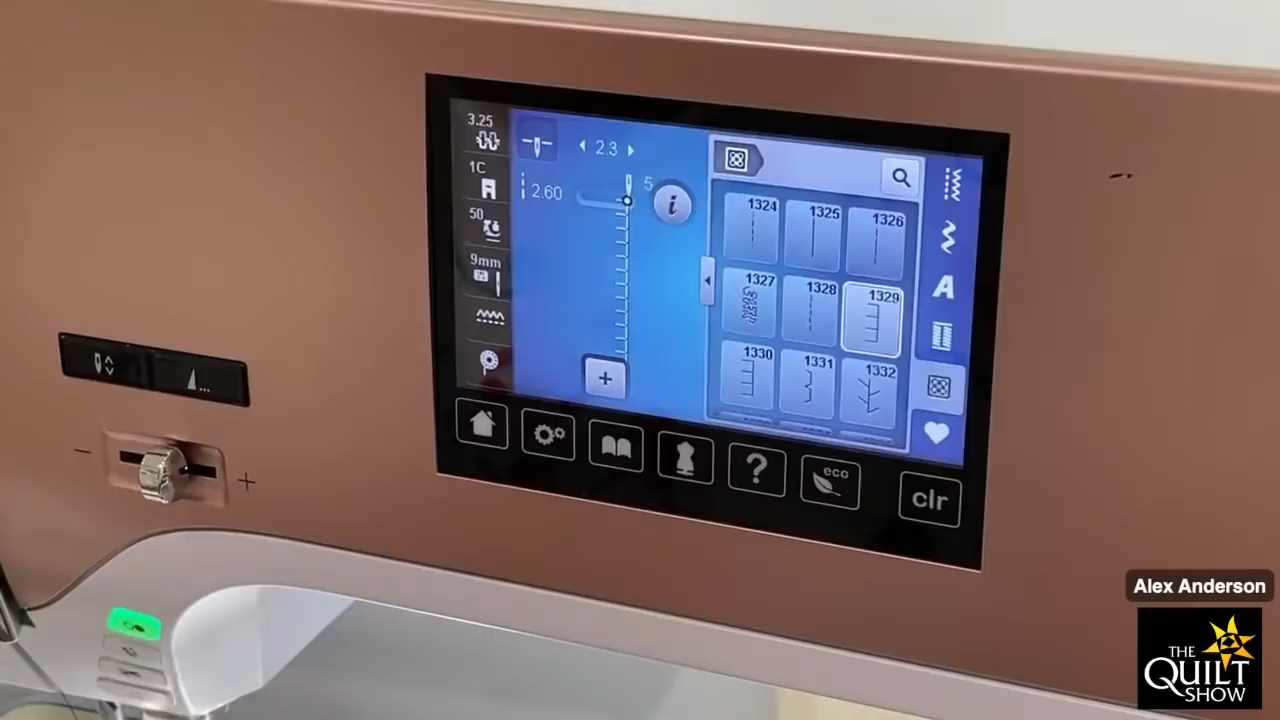 3.25
1C
50
9mm
2.3
2.60
5
i
1324
1325
1326
1327
1328
1329
1330
1331
1332
A
+
?
eco
clr
-
+
Alex Anderson
THE
QUILT
SHOW